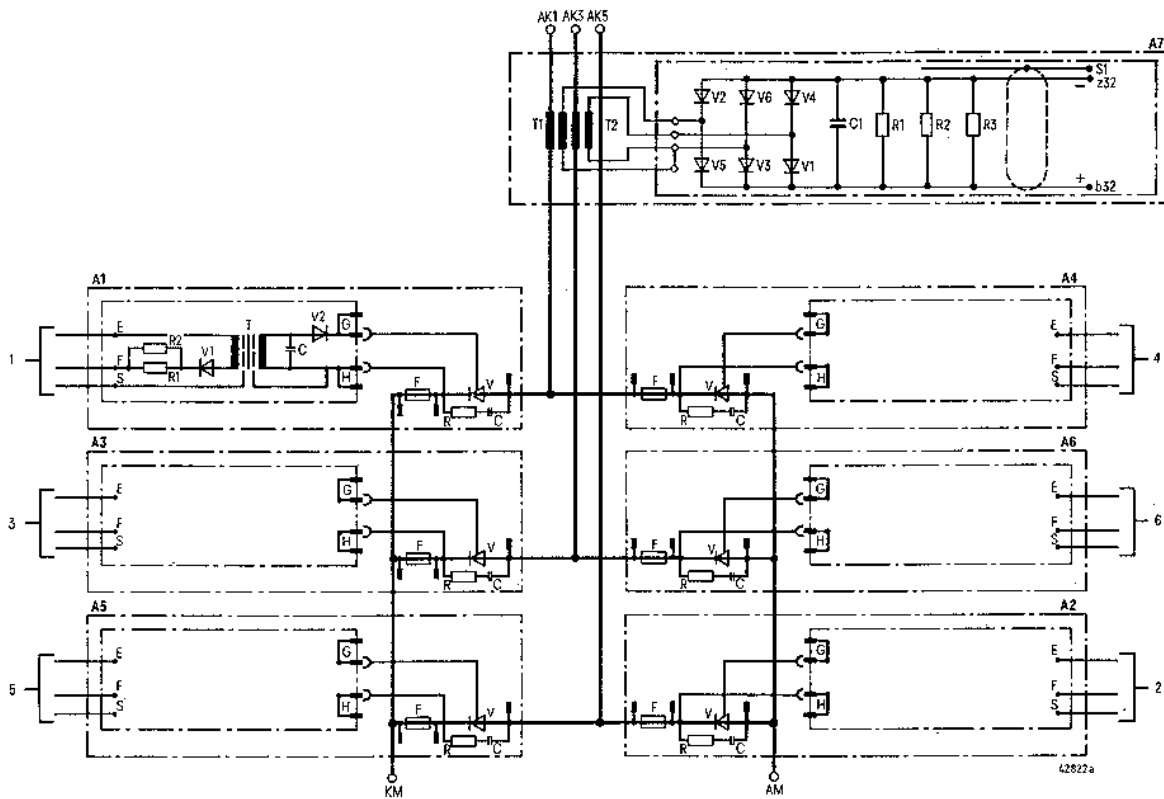 AK1 AK3 AK5
A7
S1
z32
−
V2 V6 V4
T1 T2
C1 R1 R2 R3
V5 V3 V1
+
b32
A1
A4
1
E
R2
V1
T
V2
G
C
F
R1
S
H
F
V
R
C
F
V
R
C
G
H
E
F
S
4
A3
A6
3
E
F
S
G
H
F
V
R
C
F
V
R
C
G
H
E
F
S
6
A5
A2
5
E
F
S
G
H
F
V
R
C
F
V
R
C
G
H
E
F
S
2
42822a
KM
AM